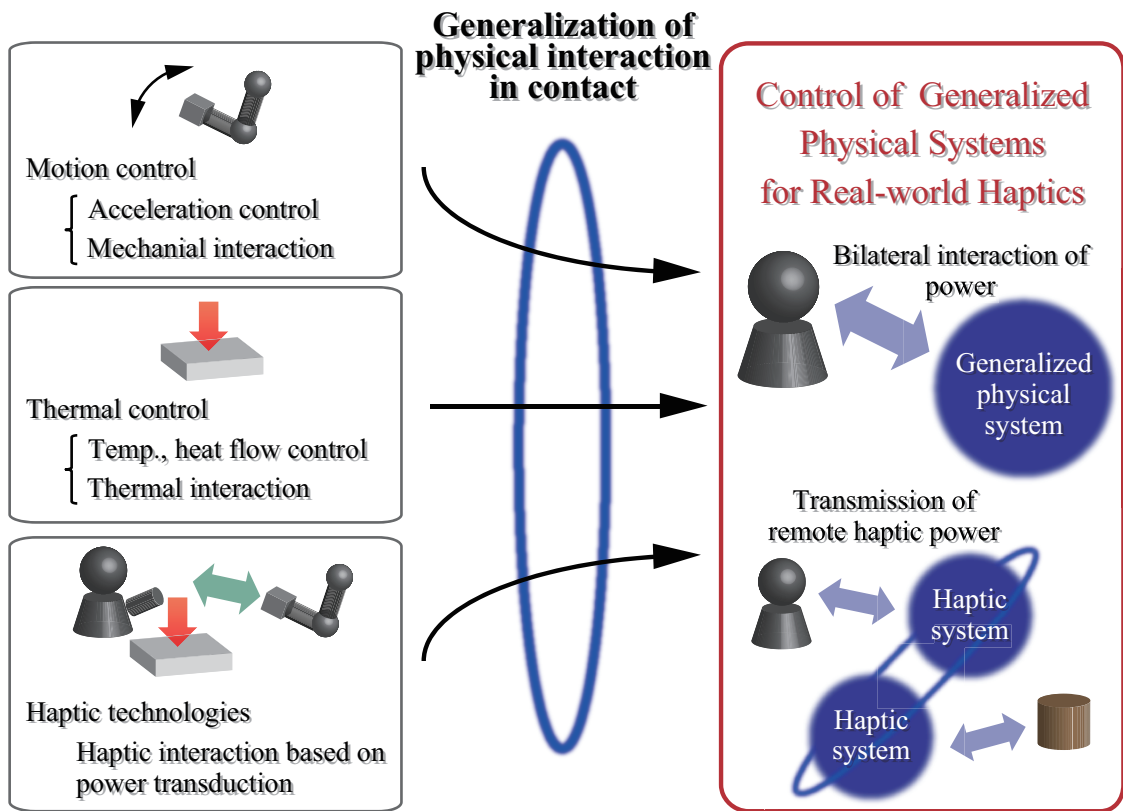 Generalization of
physical interaction
in contact
Motion control
Acceleration control
Mechanial interaction
Thermal control
Temp., heat flow control
Thermal interaction
Haptic technologies
Haptic interaction based on
power transduction
Control of Generalized
Physical Systems
for Real-world Haptics
Bilateral interaction of
power
Generalized
physical
system
Transmission of
remote haptic power
Haptic
system
Haptic
system